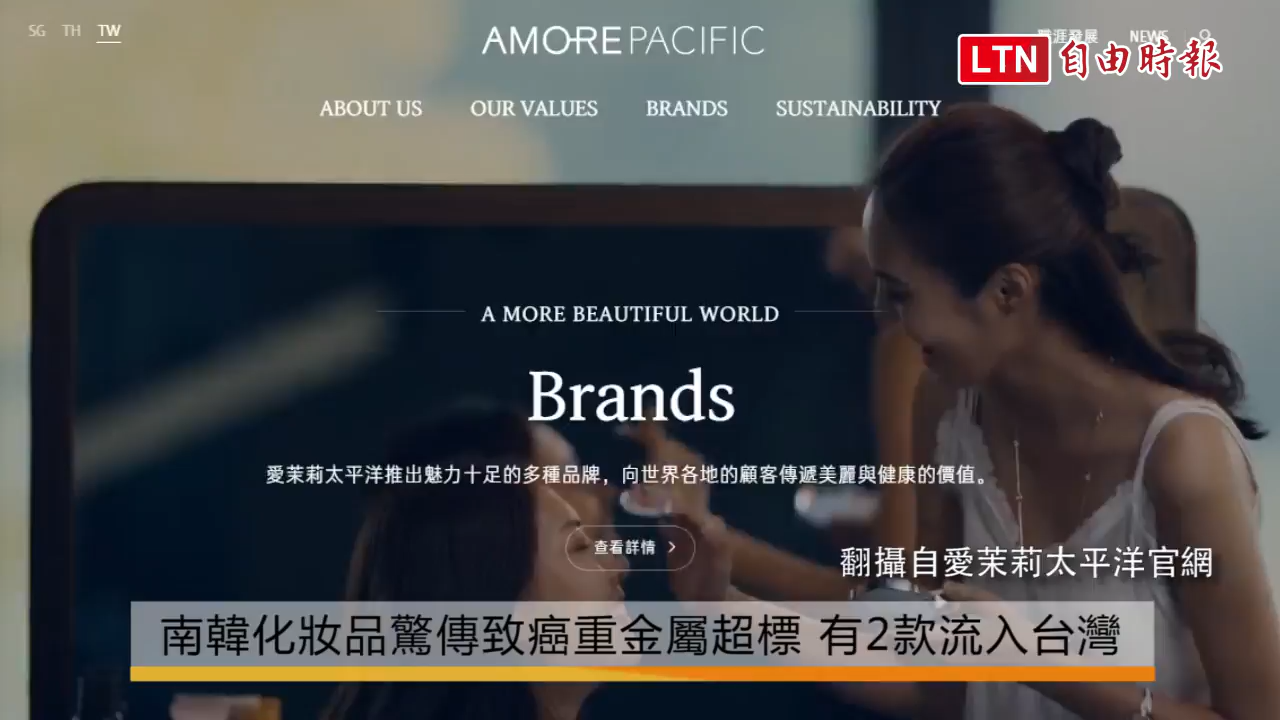 SG TH TW
AMOREPACIFIC
職涯發展 NEWS
LTN 自由時報
ABOUT US OUR VALUES BRANDS SUSTAINABILITY
A MORE BEAUTIFUL WORLD
Brands
愛茉莉太平洋推出魅力十足的多種品牌，向世界各地的顧客傳遞美麗與健康的價值。
查看詳情
翻攝自愛茉莉太平洋官網
南韓化妝品驚傳致癌重金屬超標 有2款流入台灣